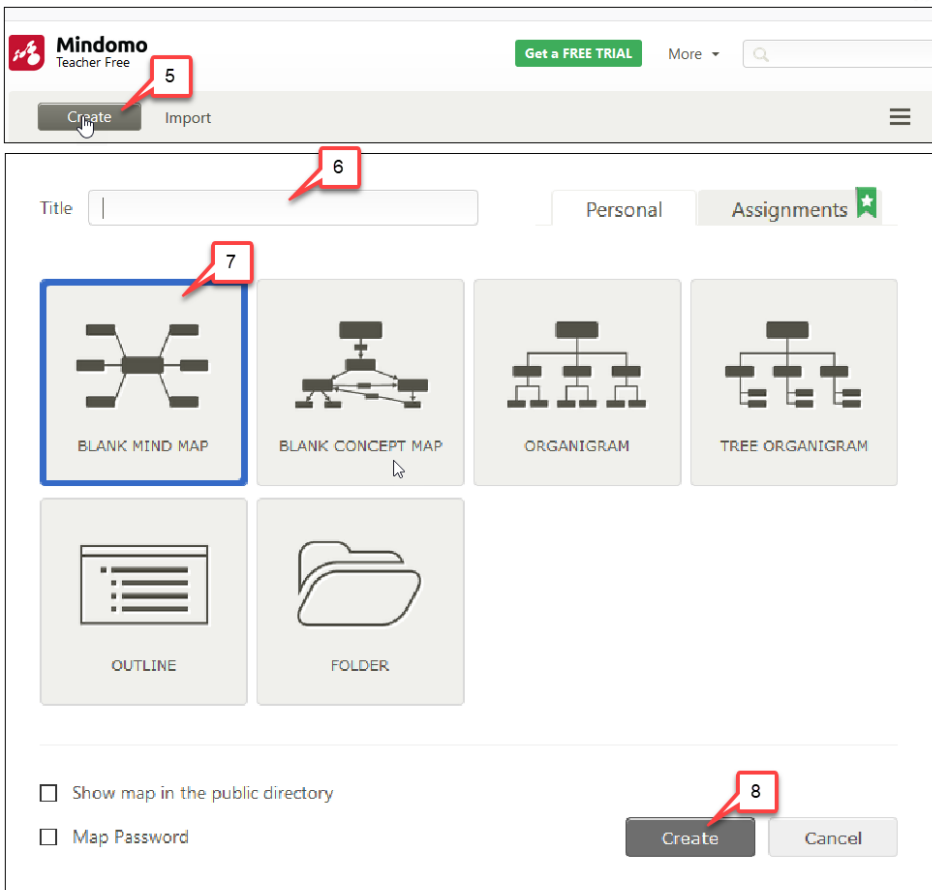 Mindomo
Teacher Free
Get a FREE TRIAL
More
5
Create
Import
6
Title
Personal
Assignments
7
BLANK MIND MAP
BLANK CONCEPT MAP
ORGANIGRAM
TREE ORGANIGRAM
OUTLINE
FOLDER
Show map in the public directory
8
Map Password
Create
Cancel